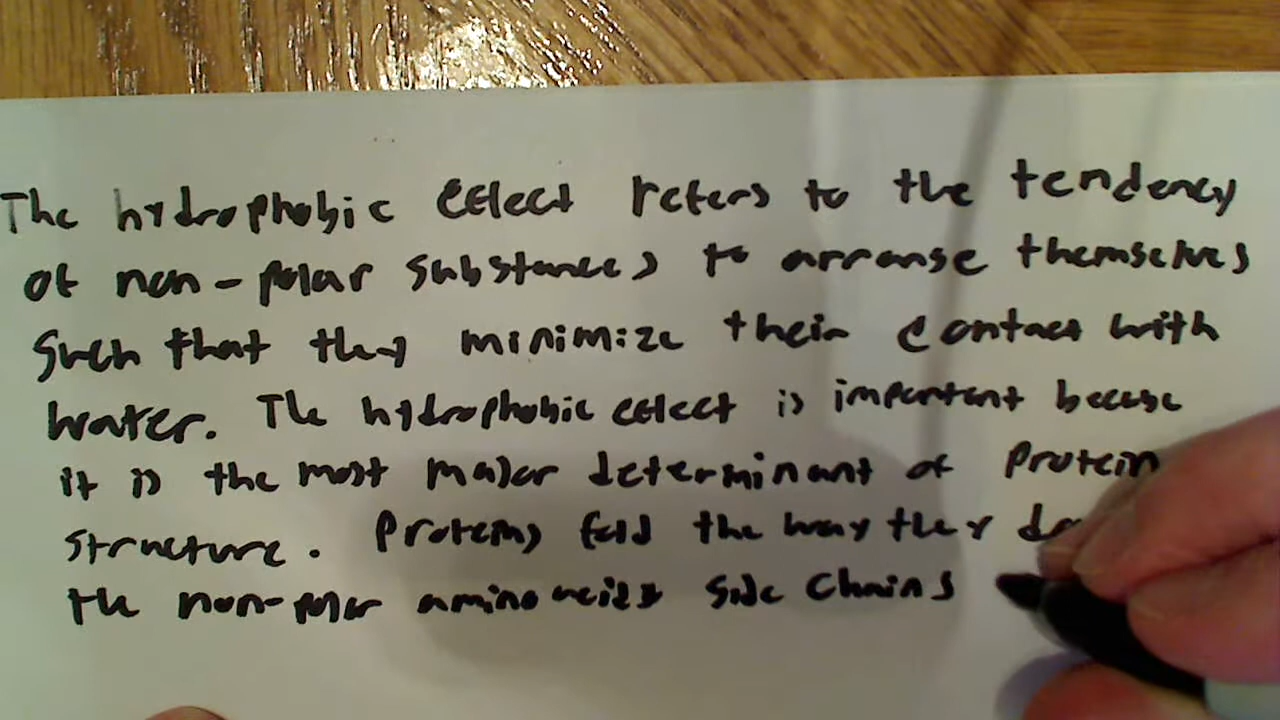 The hydrophobic effect refers to the tendency
of non-polar substances to arrange themselves
such that they minimize their contact with
water. The hydrophobic effect is important because
it is the most major determinant of protein
structure. Proteins fold the way they do
the non-polar amino acids side chains